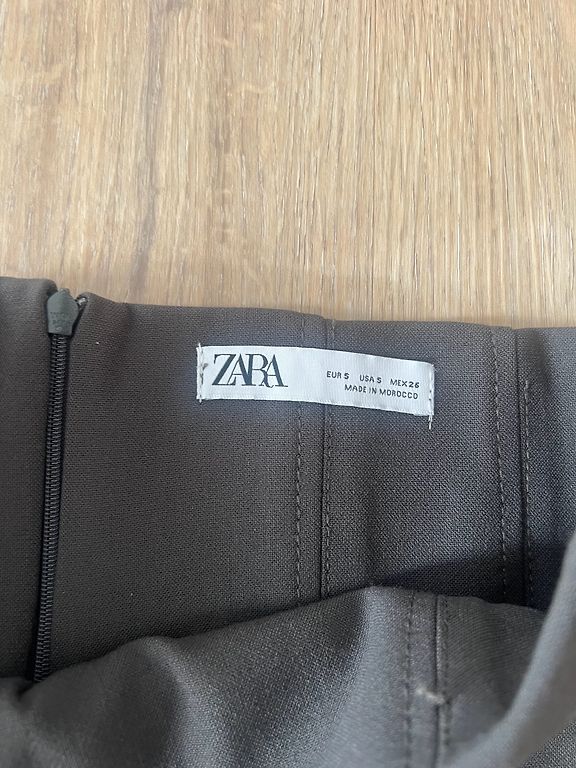 ZARA
EUR S USA S MEX 26
MADE IN MOROCCO